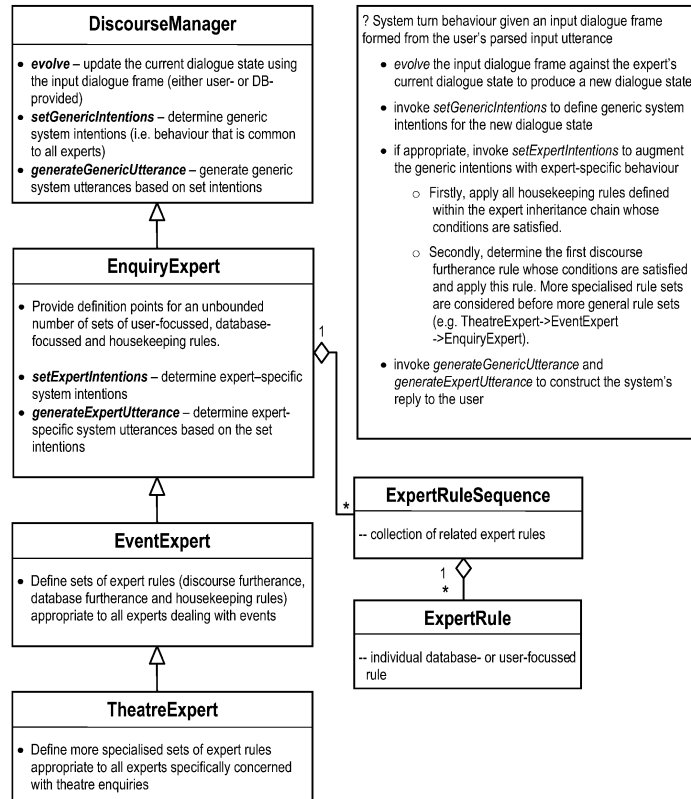 DiscourseManager
• evolve – update the current dialogue state using
the input dialogue frame (either user- or DB-
provided)
• setGenericIntentions – determine generic
system intentions (i.e. behaviour that is common
to all experts)
• generateGenericUtterance – generate generic
system utterances based on set intentions
EnquiryExpert
• Provide definition points for an unbounded
number of sets of user-focussed, database-
focussed and housekeeping rules.
• setExpertIntentions – determine expert–specific
system intentions
• generateExpertUtterance – determine expert-
specific system utterances based on the set
intentions
EventExpert
• Define sets of expert rules (discourse furtherance,
database furtherance and housekeeping rules)
appropriate to all experts dealing with events
TheatreExpert
• Define more specialised sets of expert rules
appropriate to all experts specifically concerned
with theatre enquiries
? System turn behaviour given an input dialogue frame
formed from the user's parsed input utterance
• evolve the input dialogue frame against the expert's
current dialogue state to produce a new dialogue state
• invoke setGenericIntentions to define generic system
intentions for the new dialogue state
• if appropriate, invoke setExpertIntentions to augment
the generic intentions with expert-specific behaviour
○ Firstly, apply all housekeeping rules defined
within the expert inheritance chain whose
conditions are satisfied.
○ Secondly, determine the first discourse
furtherance rule whose conditions are satisfied
and apply this rule. More specialised rule sets
are considered before more general rule sets
(e.g. TheatreExpert->EventExpert
->EnquiryExpert).
• invoke generateGenericUtterance and
generateExpertUtterance to construct the system's
reply to the user
1
*
ExpertRuleSequence
-- collection of related expert rules
1
*
ExpertRule
-- individual database- or user-focussed
rule